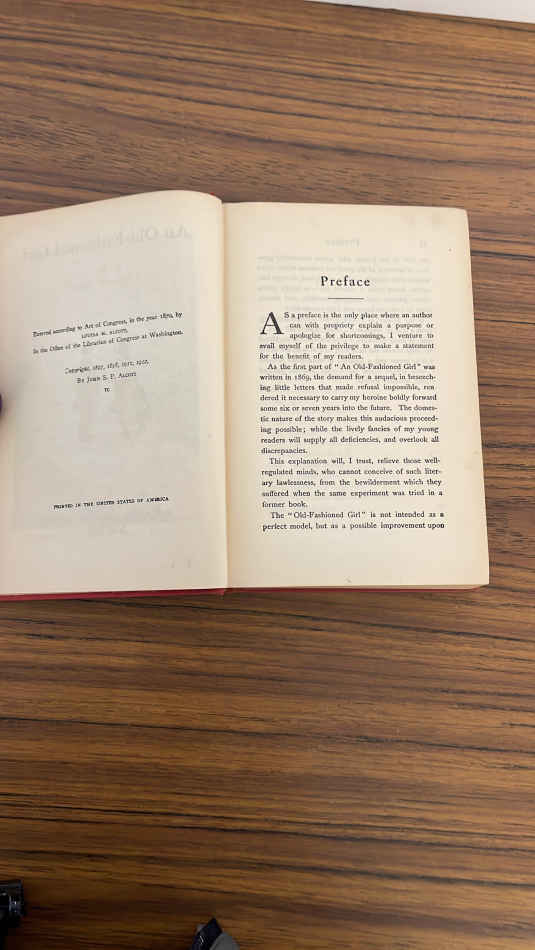 Entered according to Act of Congress, in the year 1870, by
LOUISA M. ALCOTT,
In the Office of the Librarian of Congress at Washington.
Copyright, 1897, 1898, 1911, 1922,
By JOHN S. P. ALCOTT
PRINTED IN THE UNITED STATES OF AMERICA
Preface
AS a preface is the only place where an author
can with propriety explain a purpose or
apologize for shortcomings, I venture to
avail myself of the privilege to make a statement
for the benefit of my readers.
As the first part of "An Old-Fashioned Girl" was
written in 1869, the demand for a sequel, in beseech-
ing little letters that made refusal impossible, ren-
dered it necessary to carry my heroine boldly forward
some six or seven years into the future. The domes-
tic nature of the story makes this audacious proceed-
ing possible; while the lively fancies of my young
readers will supply all deficiencies, and overlook all
discrepancies.
This explanation will, I trust, relieve those well-
regulated minds, who cannot conceive of such liter-
ary lawlessness, from the bewilderment which they
suffered when the same experiment was tried in a
former book.
The "Old-Fashioned Girl" is not intended as a
perfect model, but as a possible improvement upon